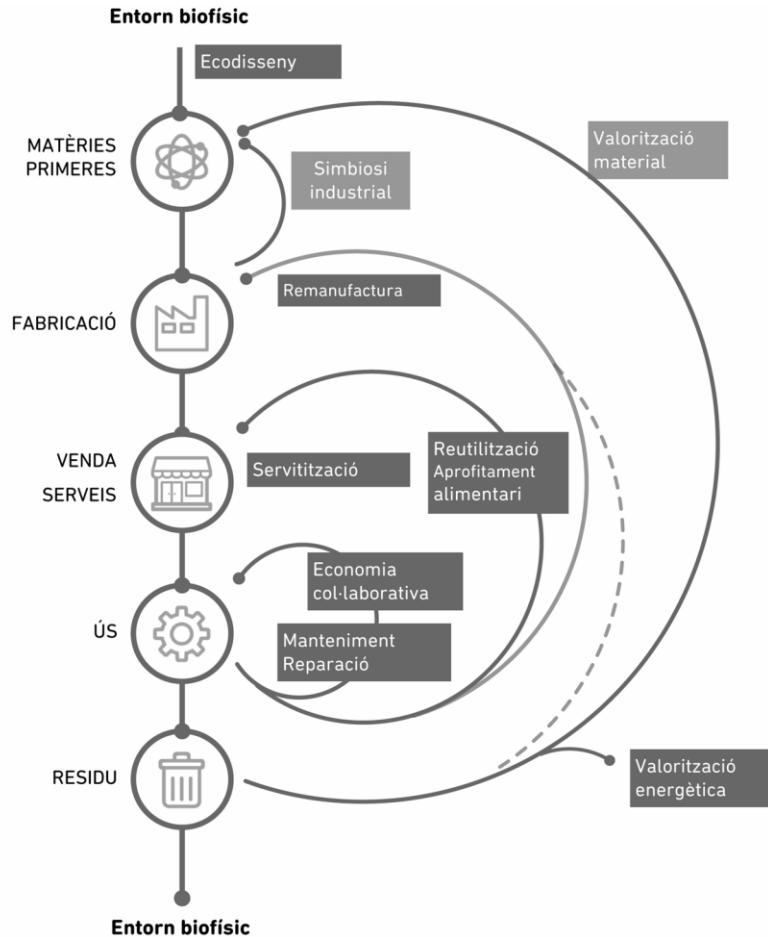 Entorn biofísic
Ecodisseny
MATÈRIES
PRIMERES
Simbiosi
industrial
Valorització
material
Remanufactura
FABRICACIÓ
VENDA
SERVEIS
Servitització
Reutilització
Aprofitament
alimentari
Economia
col·laborativa
ÚS
Manteniment
Reparació
RESIDU
Valorització
energètica
Entorn biofísic